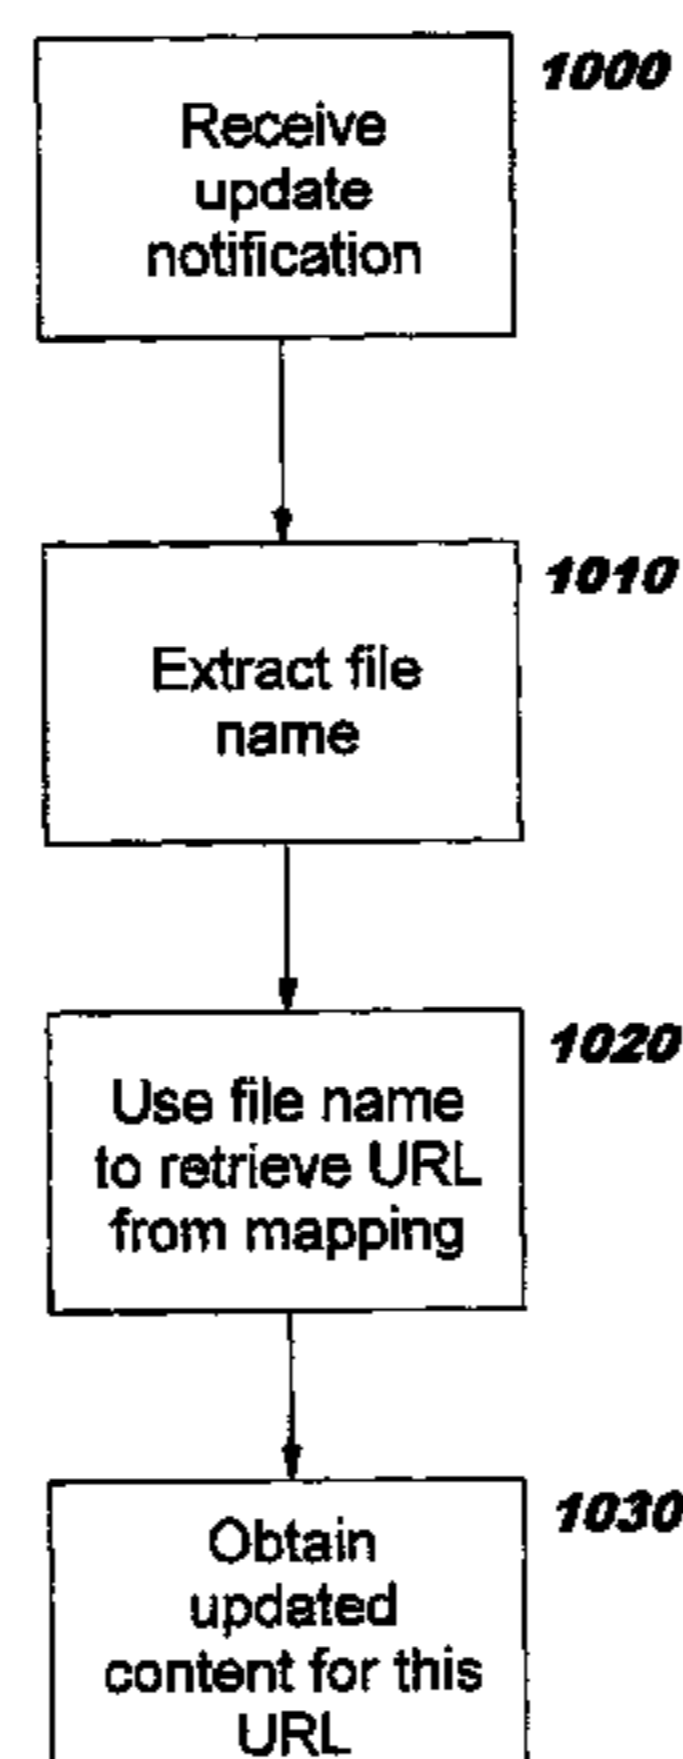 1000
Receive
update
notification
1010
Extract file
name
1020
Use file name
to retrieve URL
from mapping
1030
Obtain
updated
content for this
URL